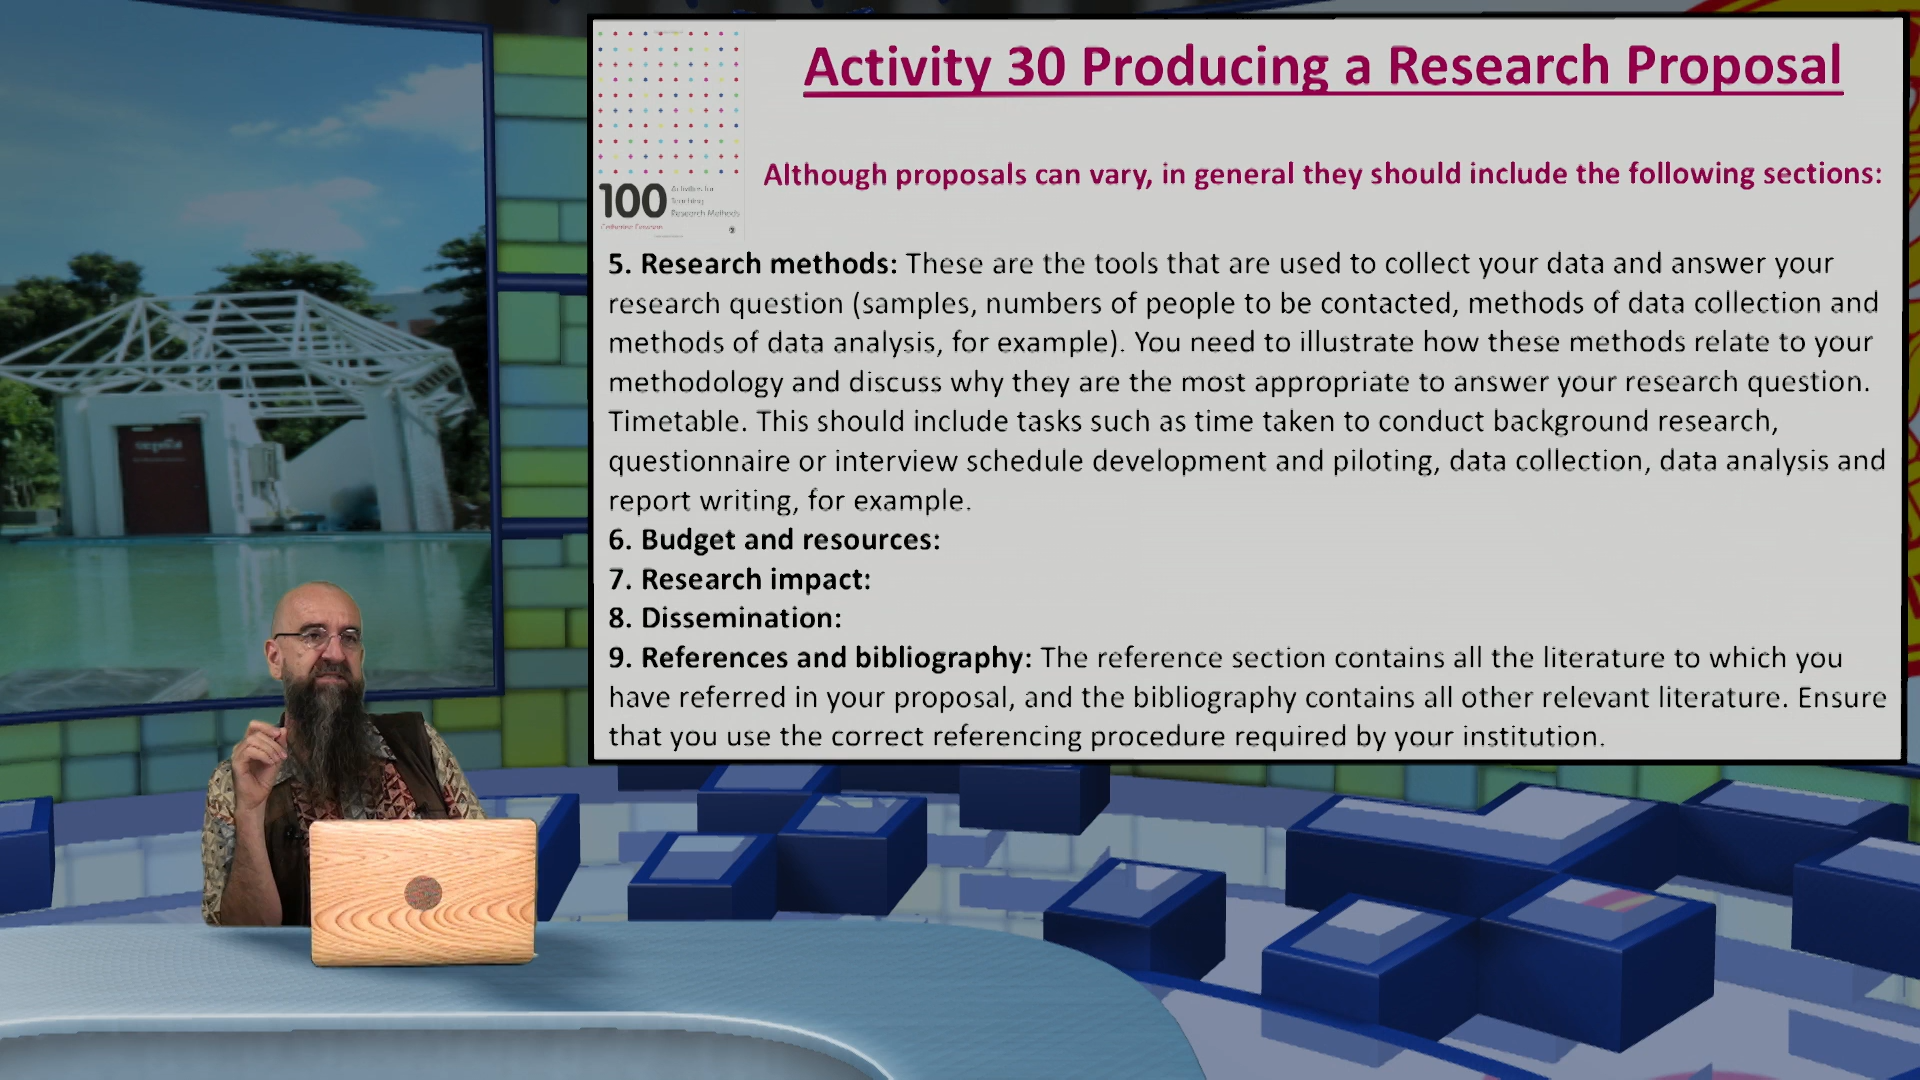 Activity 30 Producing a Research Proposal
Although proposals can vary, in general they should include the following sections:
100
Activities for
Teaching
Research Methods
5. Research methods: These are the tools that are used to collect your data and answer your
research question (samples, numbers of people to be contacted, methods of data collection and
methods of data analysis, for example). You need to illustrate how these methods relate to your
methodology and discuss why they are the most appropriate to answer your research question.
Timetable. This should include tasks such as time taken to conduct background research,
questionnaire or interview schedule development and piloting, data collection, data analysis and
report writing, for example.
6. Budget and resources:
7. Research impact:
8. Dissemination:
9. References and bibliography: The reference section contains all the literature to which you
have referred in your proposal, and the bibliography contains all other relevant literature. Ensure
that you use the correct referencing procedure required by your institution.